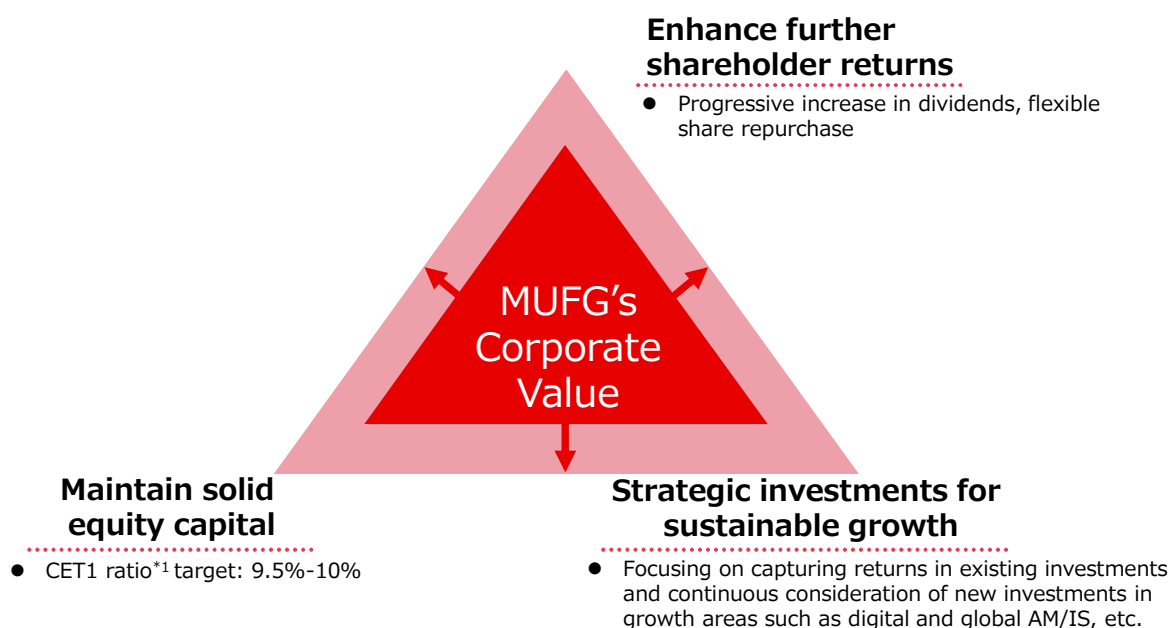 Enhance further
shareholder returns
● Progressive increase in dividends, flexible
share repurchase
MUFG’s
Corporate
Value
Maintain solid
equity capital
● CET1 ratio*1 target: 9.5%-10%
Strategic investments for
sustainable growth
● Focusing on capturing returns in existing investments
and continuous consideration of new investments in
growth areas such as digital and global AM/IS, etc.